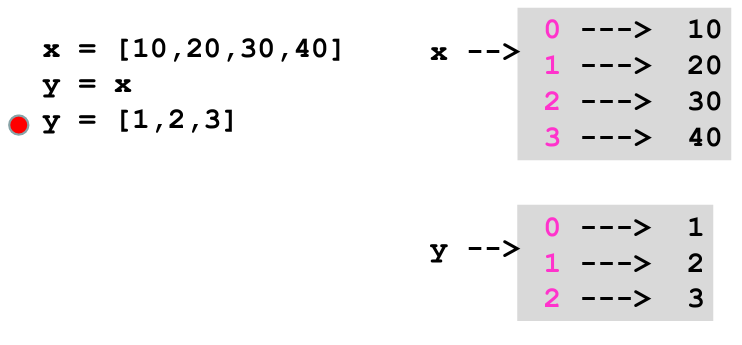 x = [10,20,30,40]
y = x
y = [1,2,3]
x -->
0 ---> 10
1 ---> 20
2 ---> 30
3 ---> 40
y -->
0 ---> 1
1 ---> 2
2 ---> 3